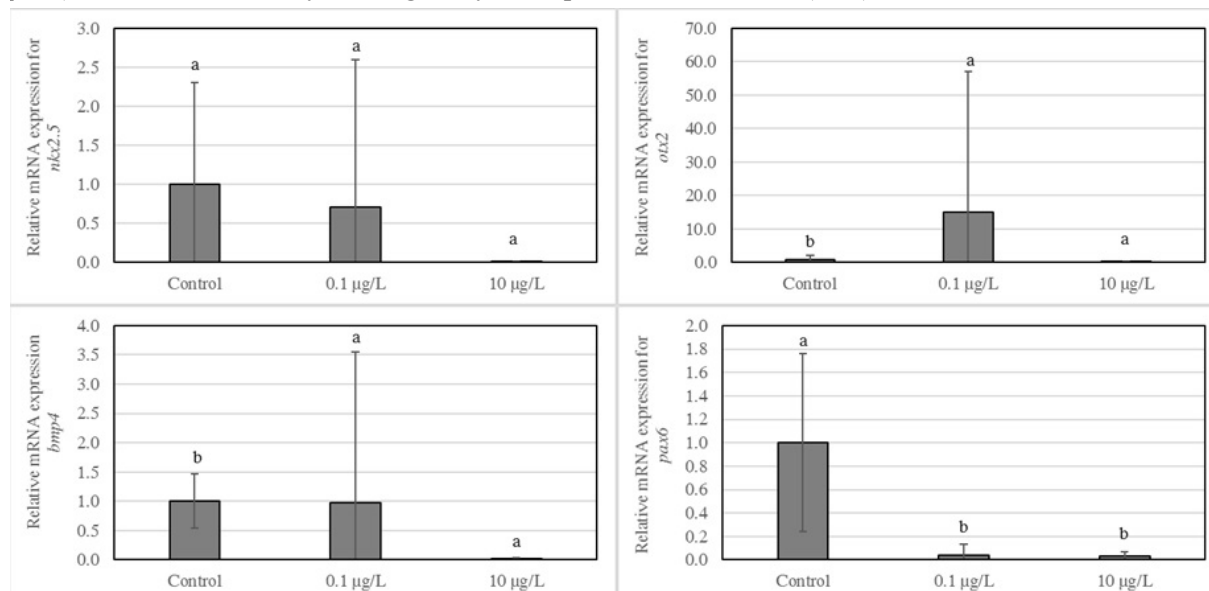 3.0
2.5
2.0
1.5
1.0
0.5
0.0
Relative mRNA expression for
nkx2.5
a
a
a
Control
0.1 µg/L
10 µg/L
70.0
60.0
50.0
40.0
30.0
20.0
10.0
0.0
Relative mRNA expression for
otx2
b
a
a
Control
0.1 µg/L
10 µg/L
4.0
3.5
3.0
2.5
2.0
1.5
1.0
0.5
0.0
Relative mRNA expression
bmp4
b
a
a
Control
0.1 µg/L
10 µg/L
2.0
1.8
1.6
1.4
1.2
1.0
0.8
0.6
0.4
0.2
0.0
Relative mRNA expression for
pax6
a
b
b
Control
0.1 µg/L
10 µg/L